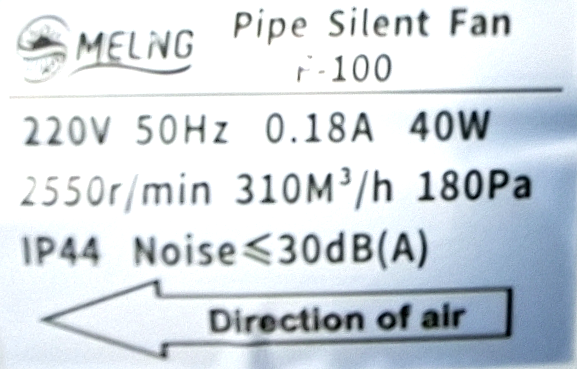 MELNG
Pipe Silent Fan
-100
220V 50Hz 0.18A 40W
2550r/min 310M³/h 180Pa
IP44 Noise≤30dB(A)
Direction of air